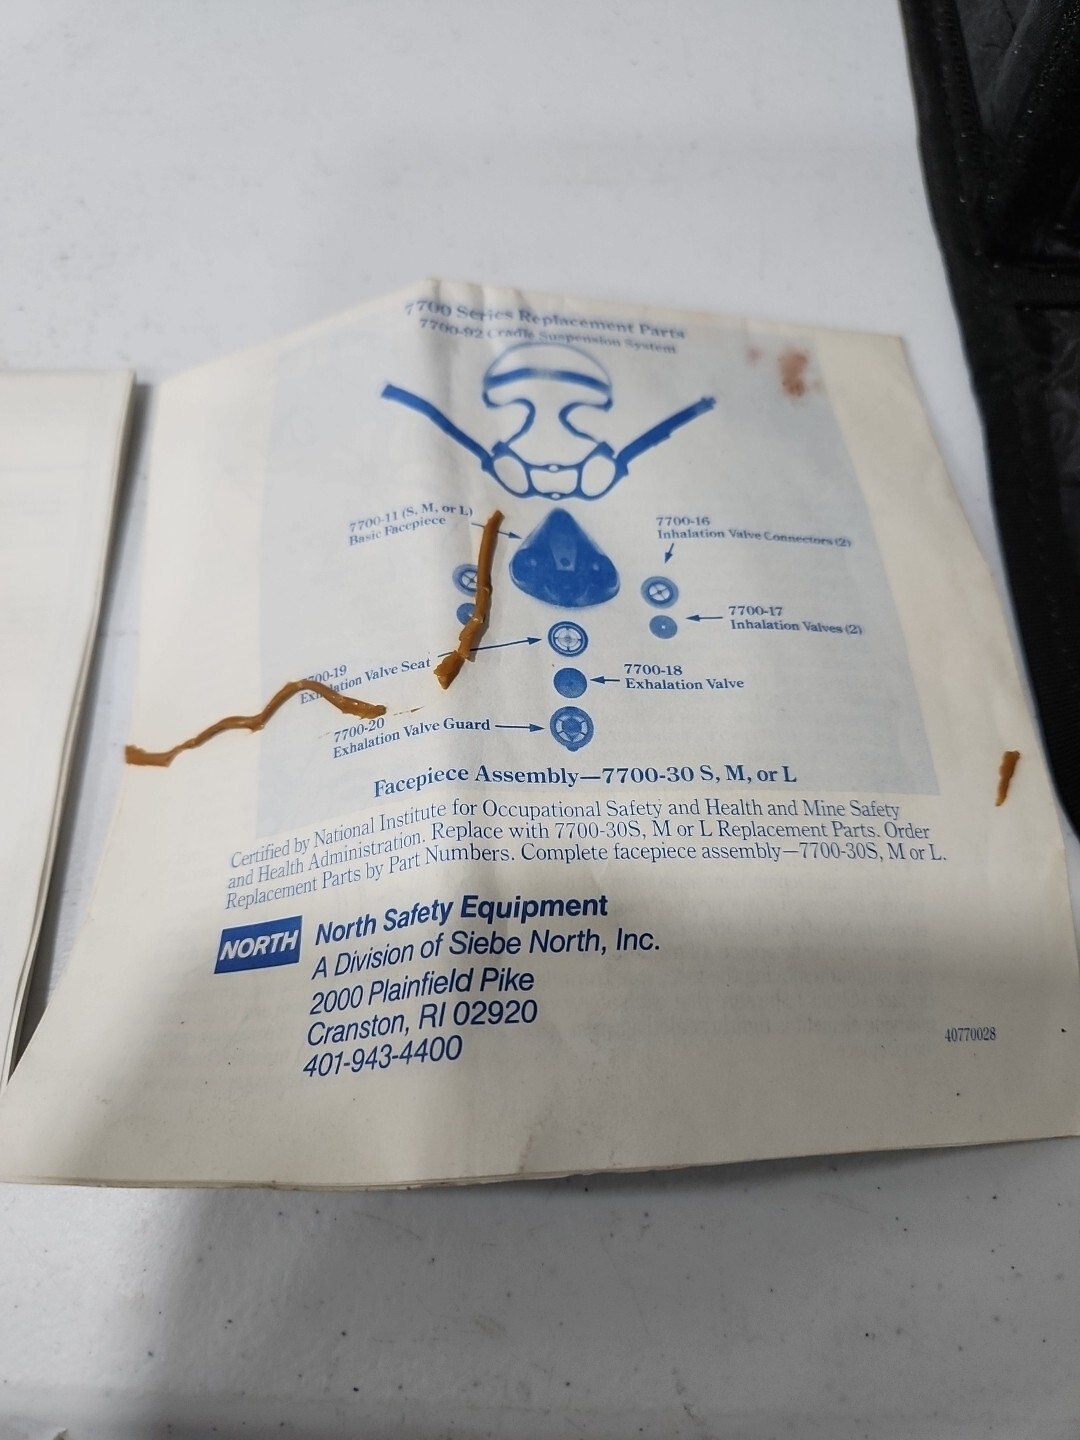 7700 Series Replacement Parts
7700-92 Cradle Suspension System
7700-11 (S, M, or L)
Basic Facepiece
7700-16
Inhalation Valve Connectors (2)
7700-17
Inhalation Valves (2)
7700-19
Exhalation Valve Seat
7700-18
Exhalation Valve
7700-20
Exhalation Valve Guard
Facepiece Assembly—7700-30 S, M, or L
Certified by National Institute for Occupational Safety and Health and Mine Safety
and Health Administration. Replace with 7700-30S, M or L Replacement Parts. Order
Replacement Parts by Part Numbers. Complete facepiece assembly—7700-30S, M or L.
NORTH
North Safety Equipment
A Division of Siebe North, Inc.
2000 Plainfield Pike
Cranston, RI 02920
401-943-4400
40770028